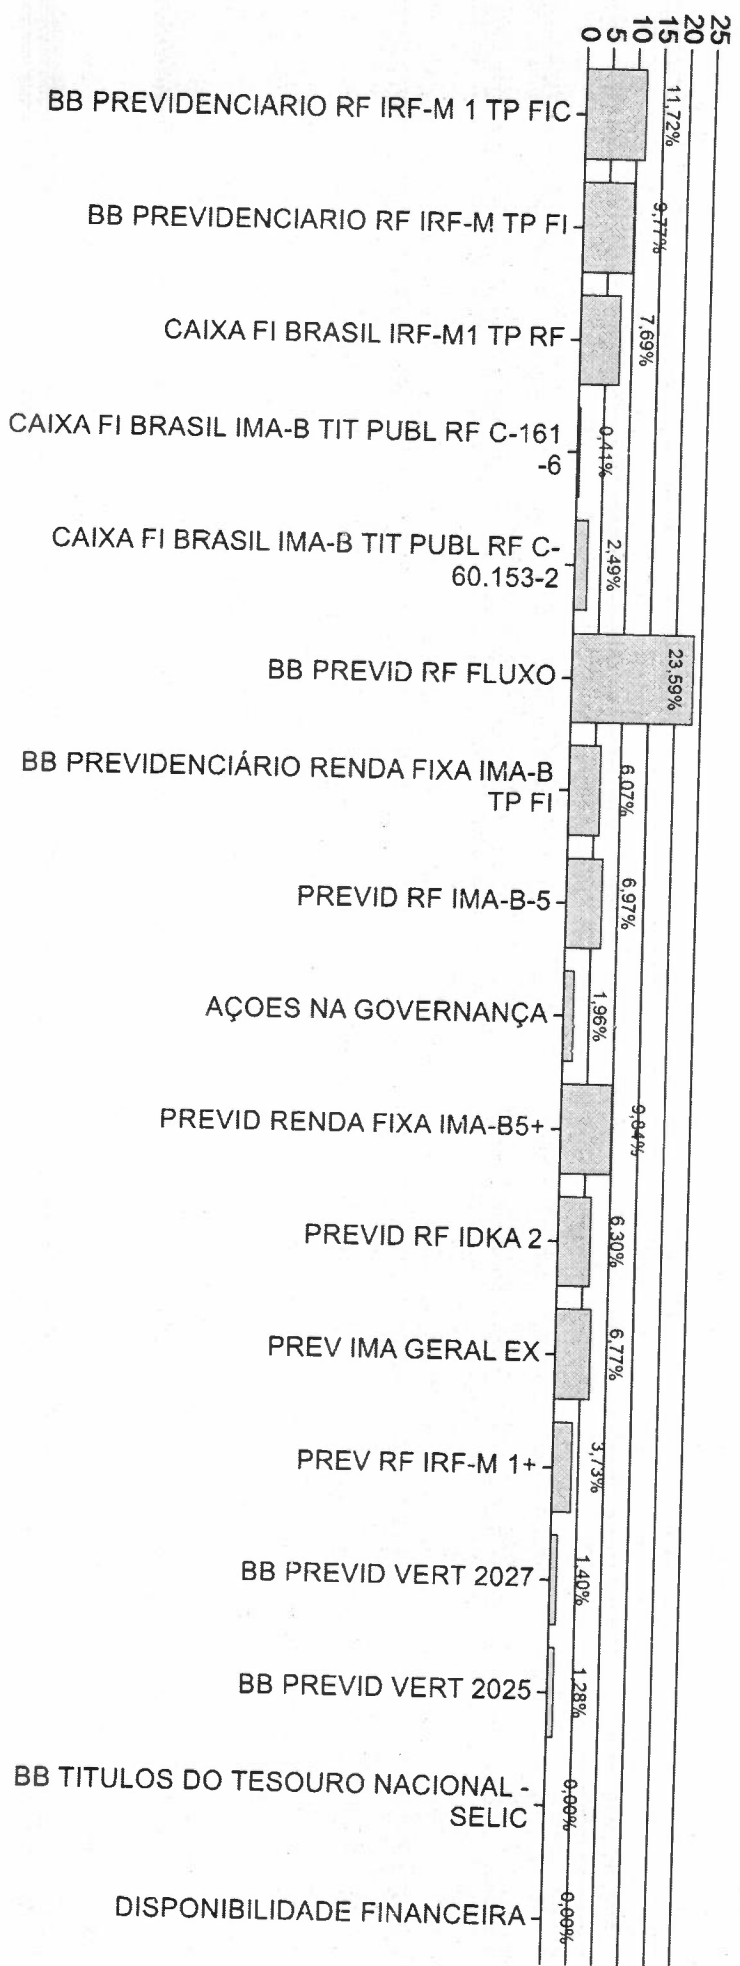 25
20
15
10
5
0
BB PREVIDENCIARIO RF IRF-M 1 TP FIC
11,72%
BB PREVIDENCIARIO RF IRF-M TP FI
9,77%
CAIXA FI BRASIL IRF-M1 TP RF
7,69%
CAIXA FI BRASIL IMA-B TIT PUBL RF C-161
-6
0,41%
CAIXA FI BRASIL IMA-B TIT PUBL RF C-
60.153-2
2,49%
BB PREVID RF FLUXO
23,59%
BB PREVIDENCIÁRIO RENDA FIXA IMA-B
TP FI
6,07%
PREVID RF IMA-B-5
6,97%
AÇOES NA GOVERNANÇA
1,96%
PREVID RENDA FIXA IMA-B5+
9,84%
PREVID RF IDKA 2
6,30%
PREV IMA GERAL EX
6,77%
PREV RF IRF-M 1+
3,73%
BB PREVID VERT 2027
1,40%
BB PREVID VERT 2025
1,28%
BB TITULOS DO TESOURO NACIONAL -
SELIC
0,00%
DISPONIBILIDADE FINANCEIRA
0,00%